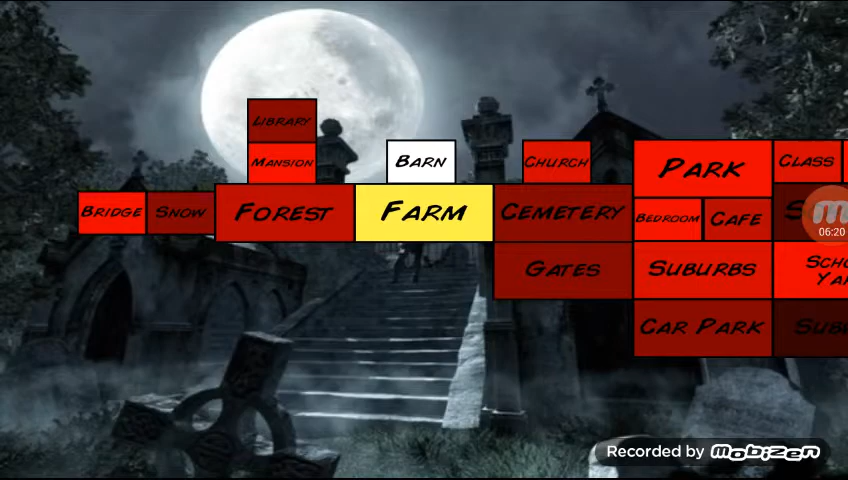 Library
Mansion
Barn
Church
Park
Class
Bridge
Snow
Forest
Farm
Cemetery
Bedroom
Cafe
S
06:20
Gates
Suburbs
Car Park
Recorded by Mobizen